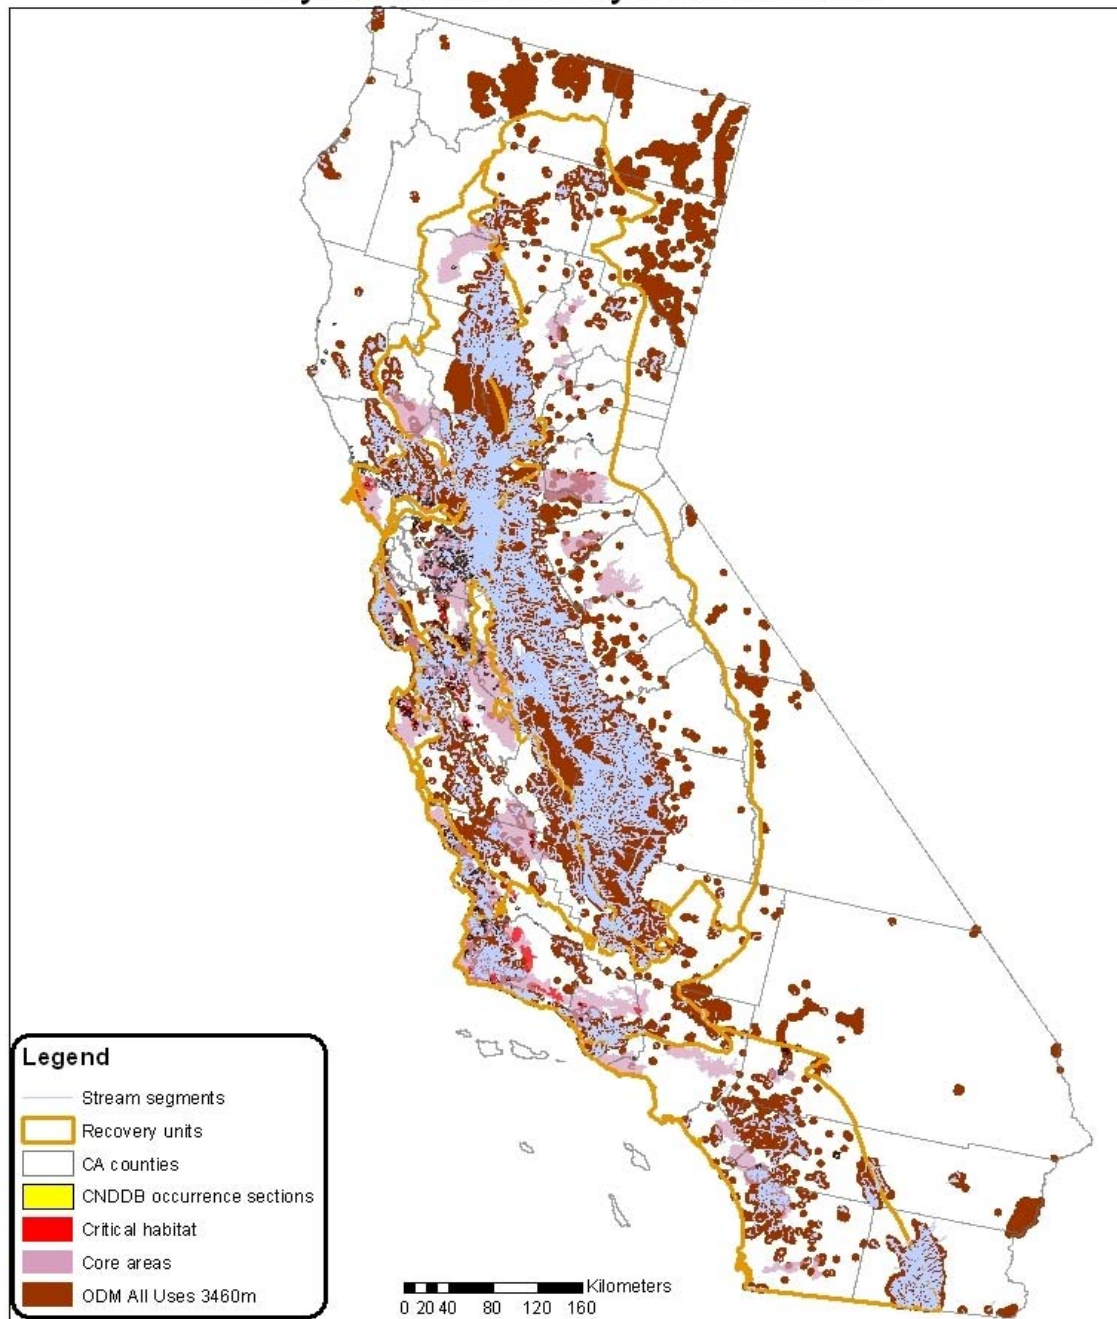 Legend
Stream segments
Recovery units
CA counties
CNDDB occurrence sections
Critical habitat
Core areas
ODM All Uses 3460m
Kilometers
0 20 40 80 120 160